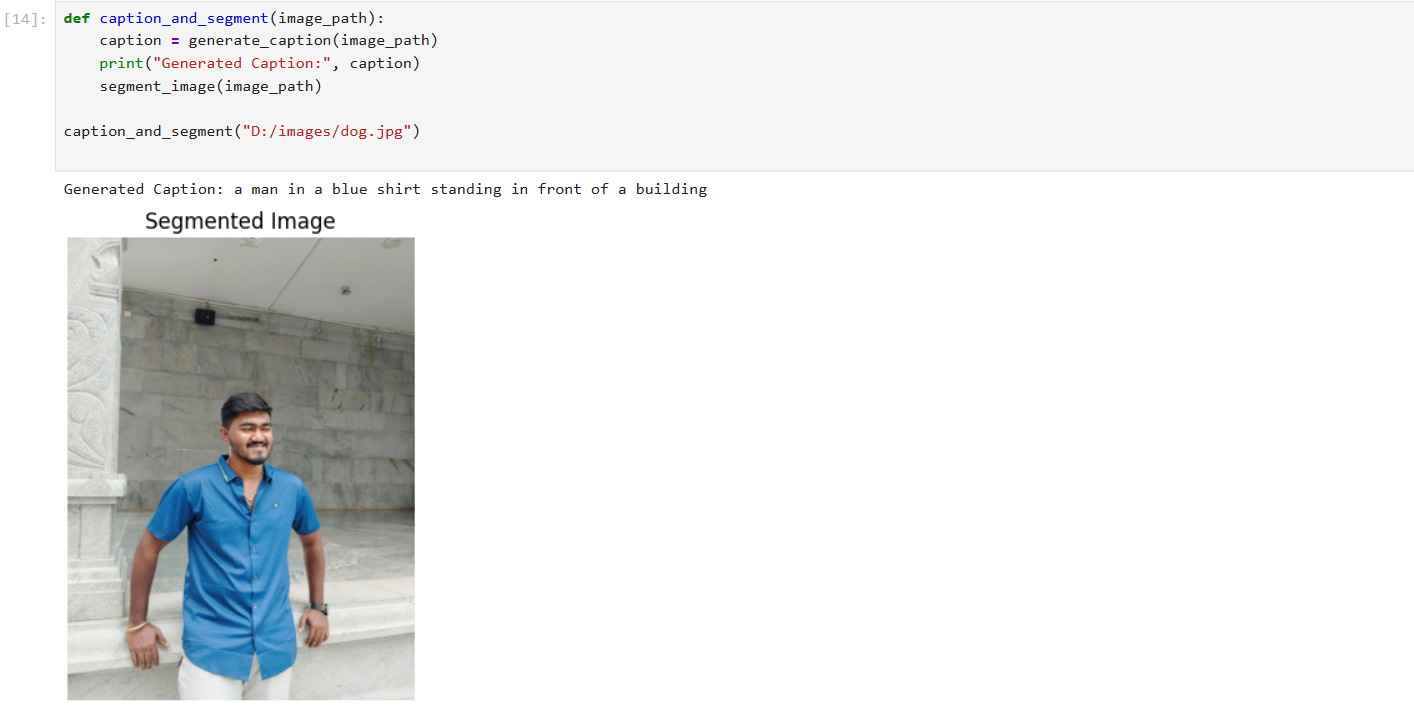 [14]:
def caption_and_segment(image_path):
    caption = generate_caption(image_path)
    print("Generated Caption:", caption)
    segment_image(image_path)
caption_and_segment("D:/images/dog.jpg")
Generated Caption: a man in a blue shirt standing in front of a building
Segmented Image